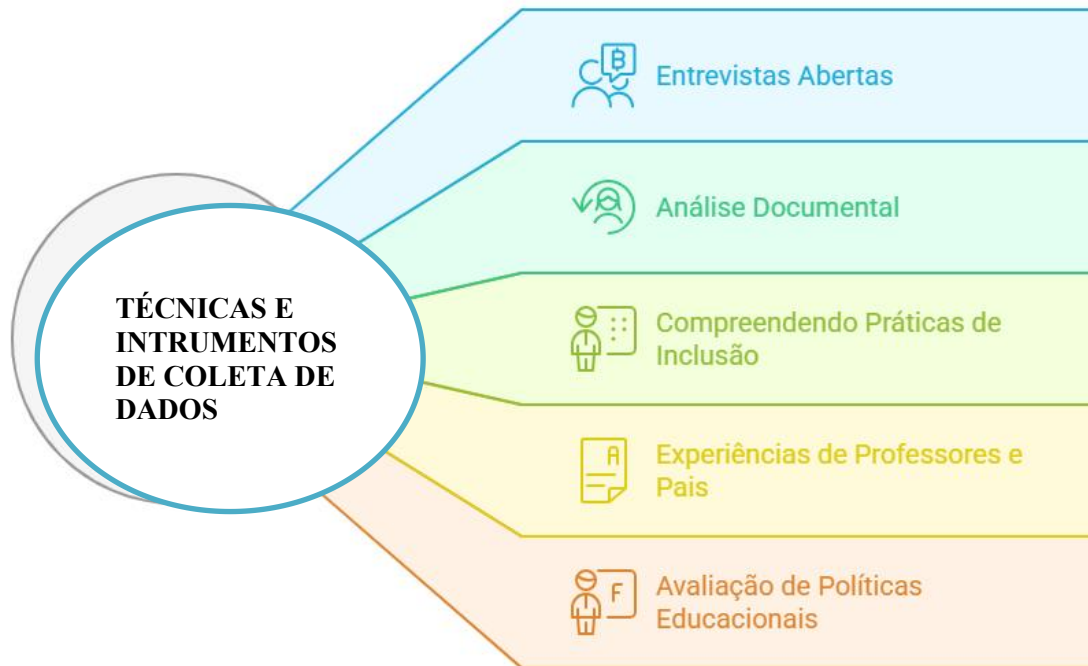 TÉCNICAS E
INTRUMENTOS
DE COLETA DE
DADOS
B
Entrevistas Abertas
Análise Documental
Compreendendo Práticas de
Inclusão
A
Experiências de Professores e
Pais
F
Avaliação de Políticas
Educacionais